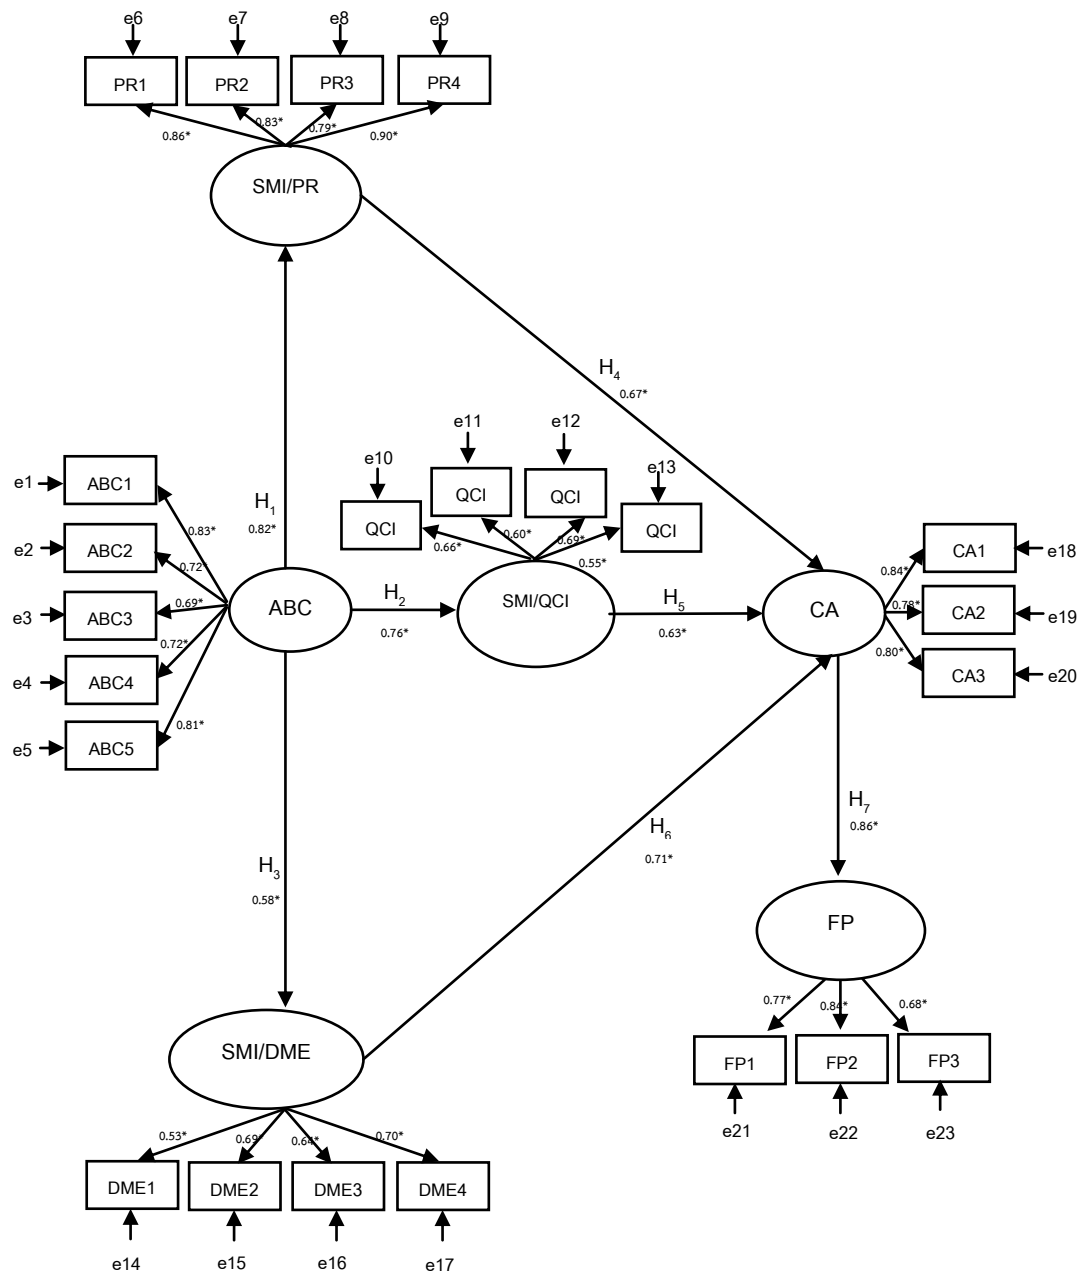 e6 e7 e8 e9
PR1 PR2 PR3 PR4
0.86* 0.83* 0.79* 0.90*
SMI/PR
H4
0.67*
e11 e12
e10 e13
QCI QCI
QCI QCI
0.66* 0.60* 0.69* 0.55*
e1 ABC1
e2 ABC2
e3 ABC3
e4 ABC4
e5 ABC5
0.83*
0.72*
0.69*
0.72*
0.81*
H1
0.82*
ABC
H2
0.76*
SMI/QCI
H5
0.63*
CA
0.84*
0.78*
0.80*
CA1 e18
CA2 e19
CA3 e20
H3
0.58*
H6
0.71*
H7
0.86*
FP
0.77* 0.84* 0.68*
FP1 FP2 FP3
e21 e22 e23
SMI/DME
0.53* 0.69* 0.64* 0.70*
DME1 DME2 DME3 DME4
e14 e15 e16 e17